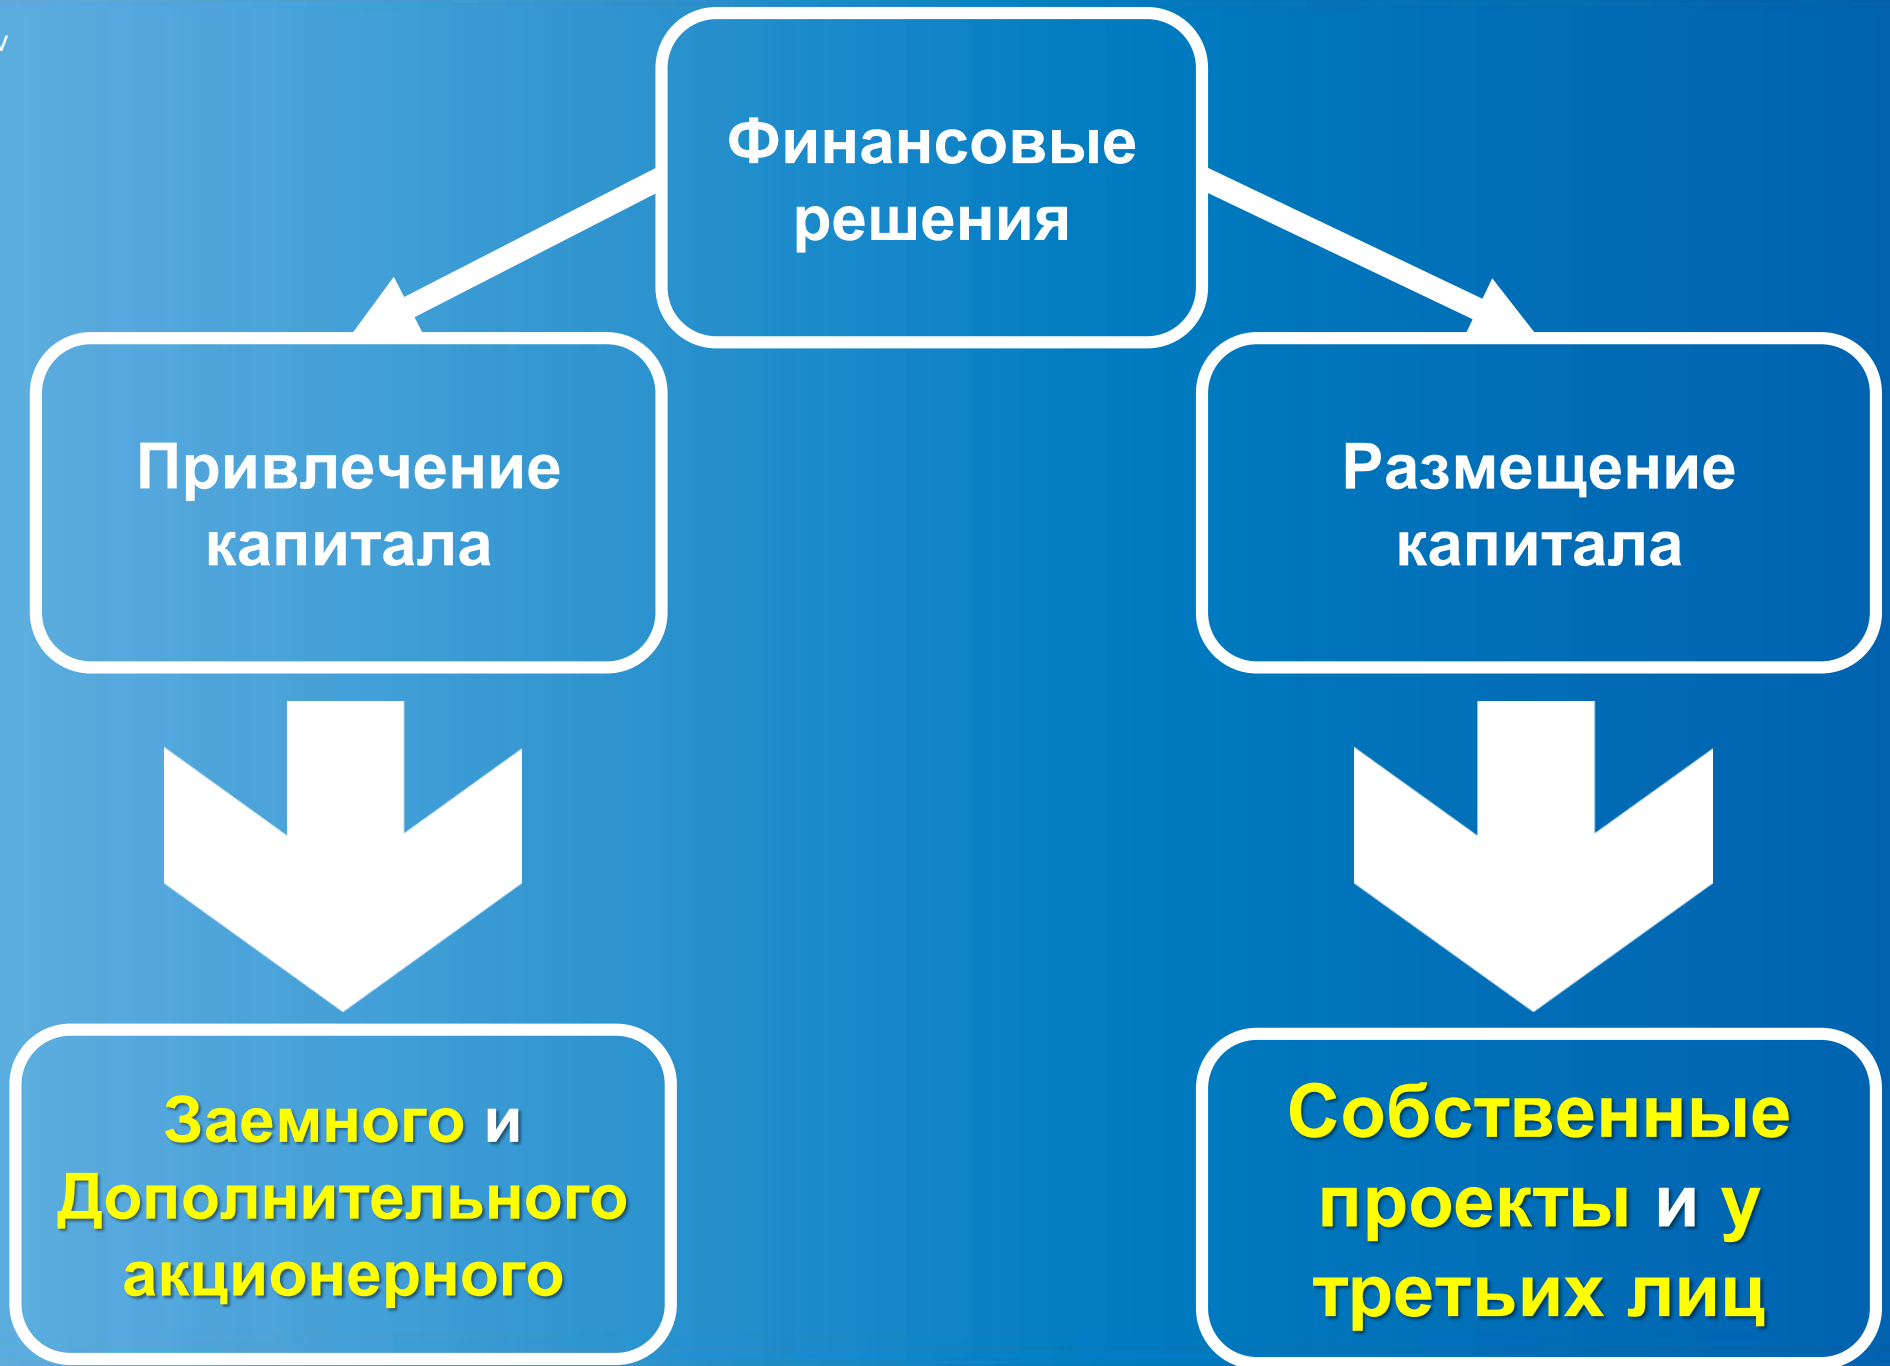 v
Финансовые
решения
Привлечение
капитала
Размещение
капитала
Заемного и
Дополнительного
акционерного
Собственные
проекты и у
третьих лиц